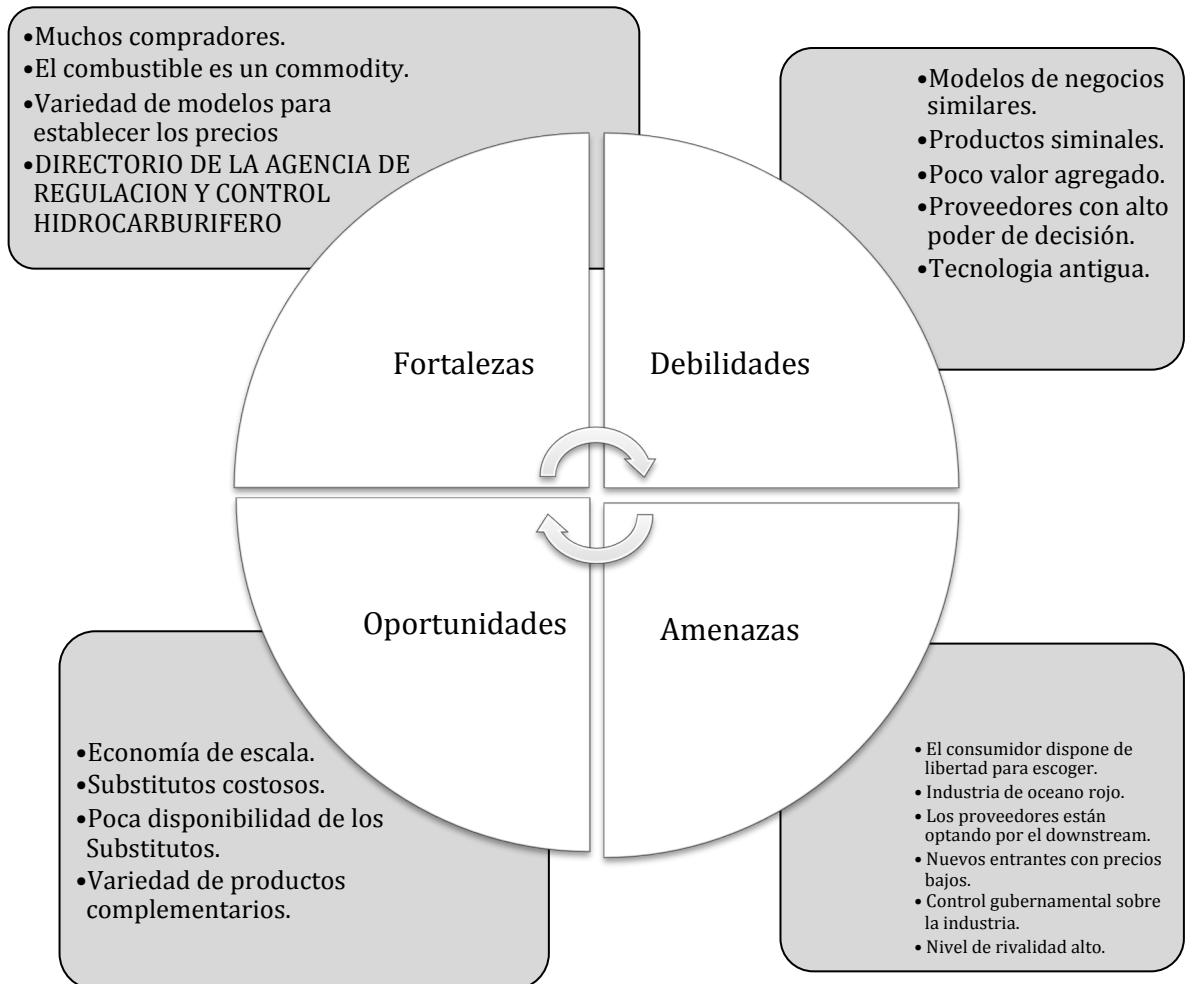 •Muchos compradores.
•El combustible es un commodity.
•Variedad de modelos para
establecer los precios
•DIRECTORIO DE LA AGENCIA DE
REGULACION Y CONTROL
HIDROCARBURIFERO
•Modelos de negocios
similares.
•Productos siminales.
•Poco valor agregado.
•Proveedores con alto
poder de decisión.
•Tecnologia antigua.
Fortalezas
Debilidades
Oportunidades
Amenazas
•Economía de escala.
•Substitutos costosos.
•Poca disponibilidad de los
Substitutos.
•Variedad de productos
complementarios.
• El consumidor dispone de
libertad para escoger.
• Industria de oceano rojo.
• Los proveedores están
optando por el downstream.
• Nuevos entrantes con precios
bajos.
• Control gubernamental sobre
la industria.
• Nivel de rivalidad alto.